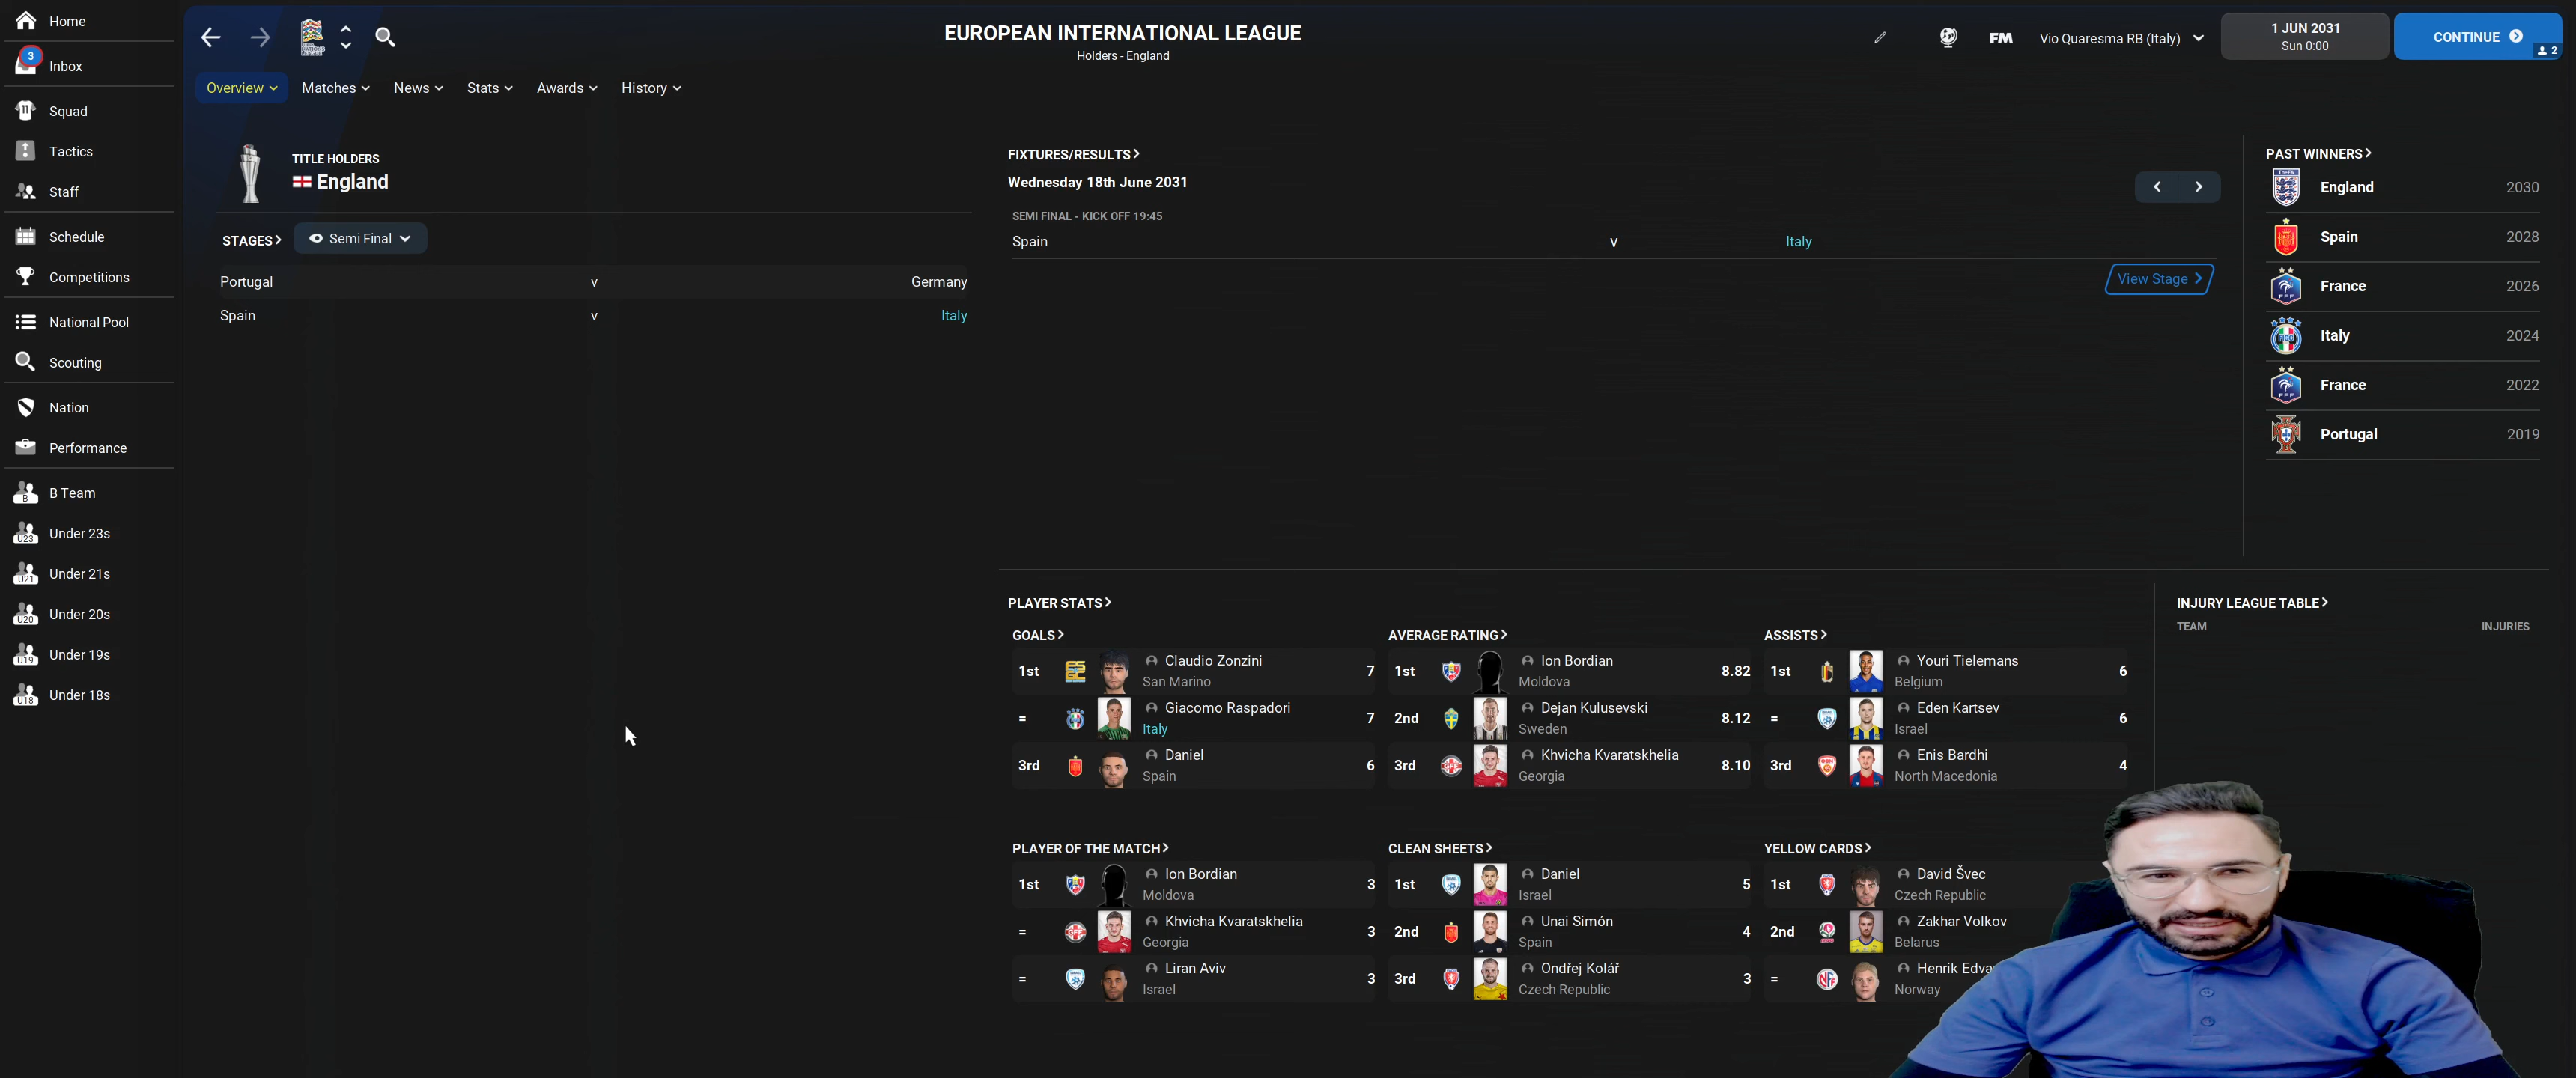 Home
3
Inbox
Squad
Tactics
Staff
Schedule
Competitions
National Pool
Scouting
Nation
Performance
B
B Team
U23
Under 23s
U21
Under 21s
U20
Under 20s
U19
Under 19s
U18
Under 18s
EUROPEAN INTERNATIONAL LEAGUE
Holders - England
FM
Vio Quaresma RB (Italy)
1 JUN 2031
Sun 0:00
CONTINUE
2
Overview
Matches
News
Stats
Awards
History
TITLE HOLDERS
England
STAGES
Semi Final
Portugal v Germany
Spain v Italy
FIXTURES/RESULTS
Wednesday 18th June 2031
SEMI FINAL - KICK OFF 19:45
Spain v Italy
View Stage
PAST WINNERS
England 2030
Spain 2028
France 2026
Italy 2024
France 2022
Portugal 2019
PLAYER STATS
GOALS
1st Claudio Zonzini 7
San Marino
= Giacomo Raspadori 7
Italy
3rd Daniel 6
Spain
AVERAGE RATING
1st Ion Bordian 8.82
Moldova
2nd Dejan Kulusevski 8.12
Sweden
3rd Khvicha Kvaratskhelia 8.10
Georgia
ASSISTS
1st Youri Tielemans 6
Belgium
= Eden Kartsev 6
Israel
3rd Enis Bardhi 4
North Macedonia
INJURY LEAGUE TABLE
TEAM INJURIES
PLAYER OF THE MATCH
1st Ion Bordian 3
Moldova
= Khvicha Kvaratskhelia 3
Georgia
= Liran Aviv 3
Israel
CLEAN SHEETS
1st Daniel 5
Israel
2nd Unai Simón 4
Spain
3rd Ondřej Kolář 3
Czech Republic
YELLOW CARDS
1st David Švec
Czech Republic
2nd Zakhar Volkov
Belarus
= Henrik
Norway